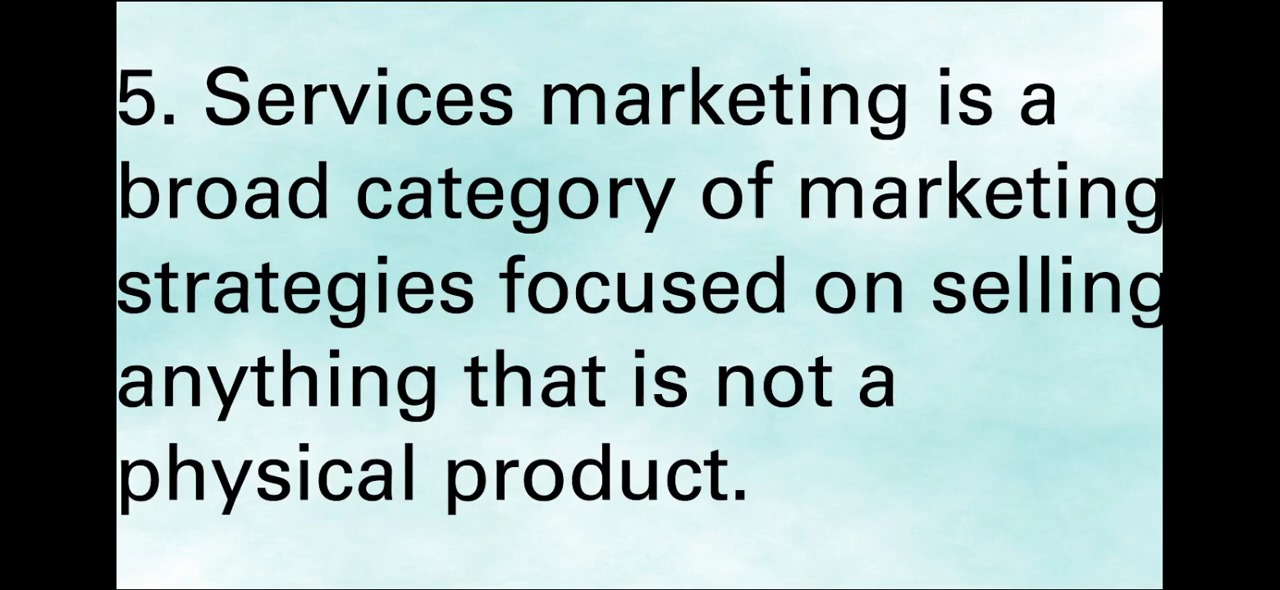 5. Services marketing is a
broad category of marketing
strategies focused on selling
anything that is not a
physical product.